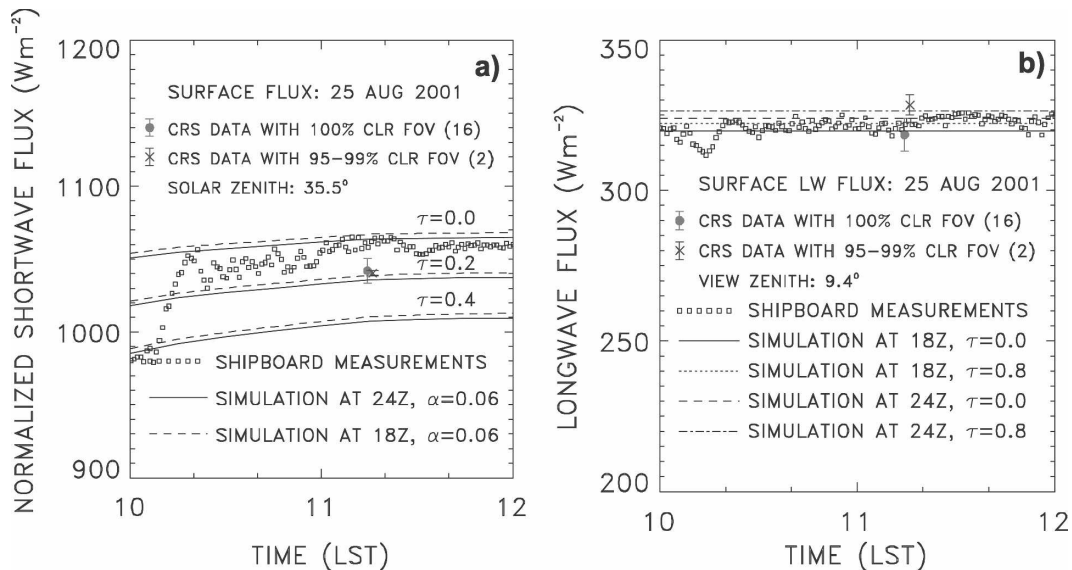 a)
SURFACE FLUX: 25 AUG 2001
CRS DATA WITH 100% CLR FOV (16)
CRS DATA WITH 95–99% CLR FOV (2)
SOLAR ZENITH: 35.5°
τ=0.0
τ=0.2
τ=0.4
SHIPBOARD MEASUREMENTS
SIMULATION AT 24Z, α=0.06
SIMULATION AT 18Z, α=0.06
1200
1100
1000
900
NORMALIZED SHORTWAVE FLUX (Wm⁻²)
10 11 12
TIME (LST)
b)
SURFACE LW FLUX: 25 AUG 2001
CRS DATA WITH 100% CLR FOV (16)
CRS DATA WITH 95–99% CLR FOV (2)
VIEW ZENITH: 9.4°
SHIPBOARD MEASUREMENTS
SIMULATION AT 18Z, τ=0.0
SIMULATION AT 18Z, τ=0.8
SIMULATION AT 24Z, τ=0.0
SIMULATION AT 24Z, τ=0.8
350
300
250
200
LONGWAVE FLUX (Wm⁻²)
10 11 12
TIME (LST)